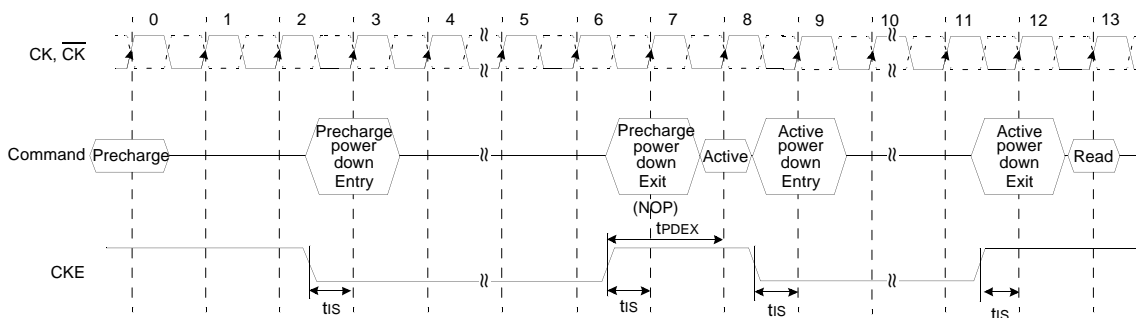 0 1 2 3 4 5 6 7 8 9 10 11 12 13
CK, CK
Command
Precharge
Precharge
power
down
Entry
Precharge
power
down
Exit
(NOP)
Active
Active
power
down
Entry
Active
power
down
Exit
Read
tPDEX
CKE
tIS
tIS
tIS
tIS